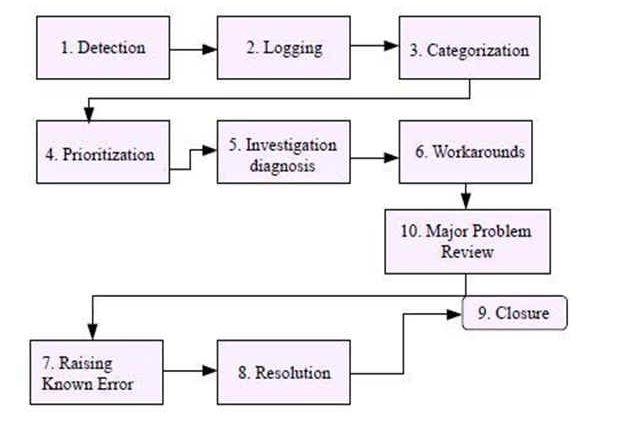 1. Detection
2. Logging
3. Categorization
4. Prioritization
5. Investigation
diagnosis
6. Workarounds
10. Major Problem
Review
9. Closure
7. Raising
Known Error
8. Resolution